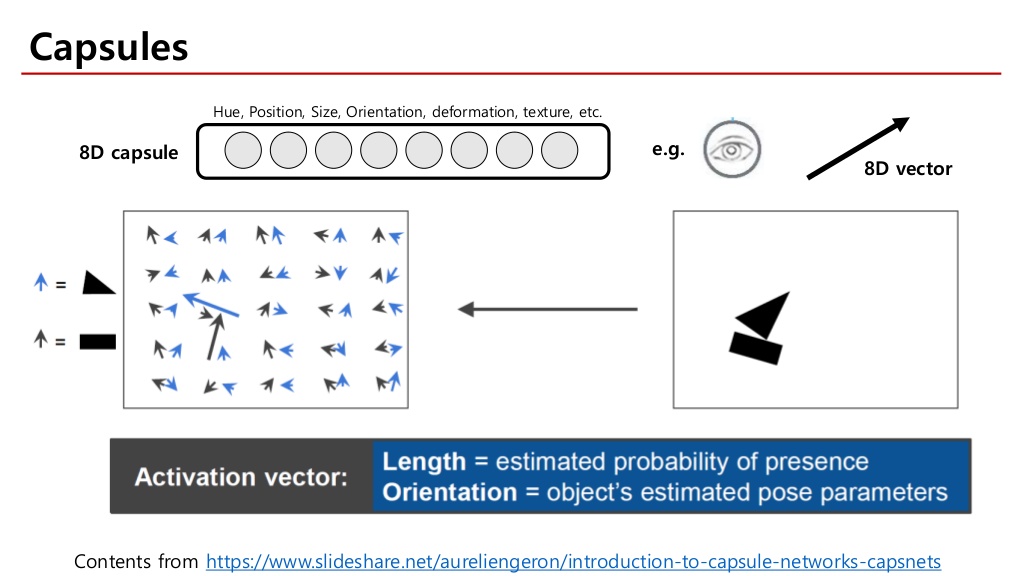 Capsules
Hue, Position, Size, Orientation, deformation, texture, etc.
8D capsule
e.g.
8D vector
=
=
Activation vector:
Length = estimated probability of presence
Orientation = object's estimated pose parameters
Contents from https://www.slideshare.net/aureliengeron/introduction-to-capsule-networks-capsnets